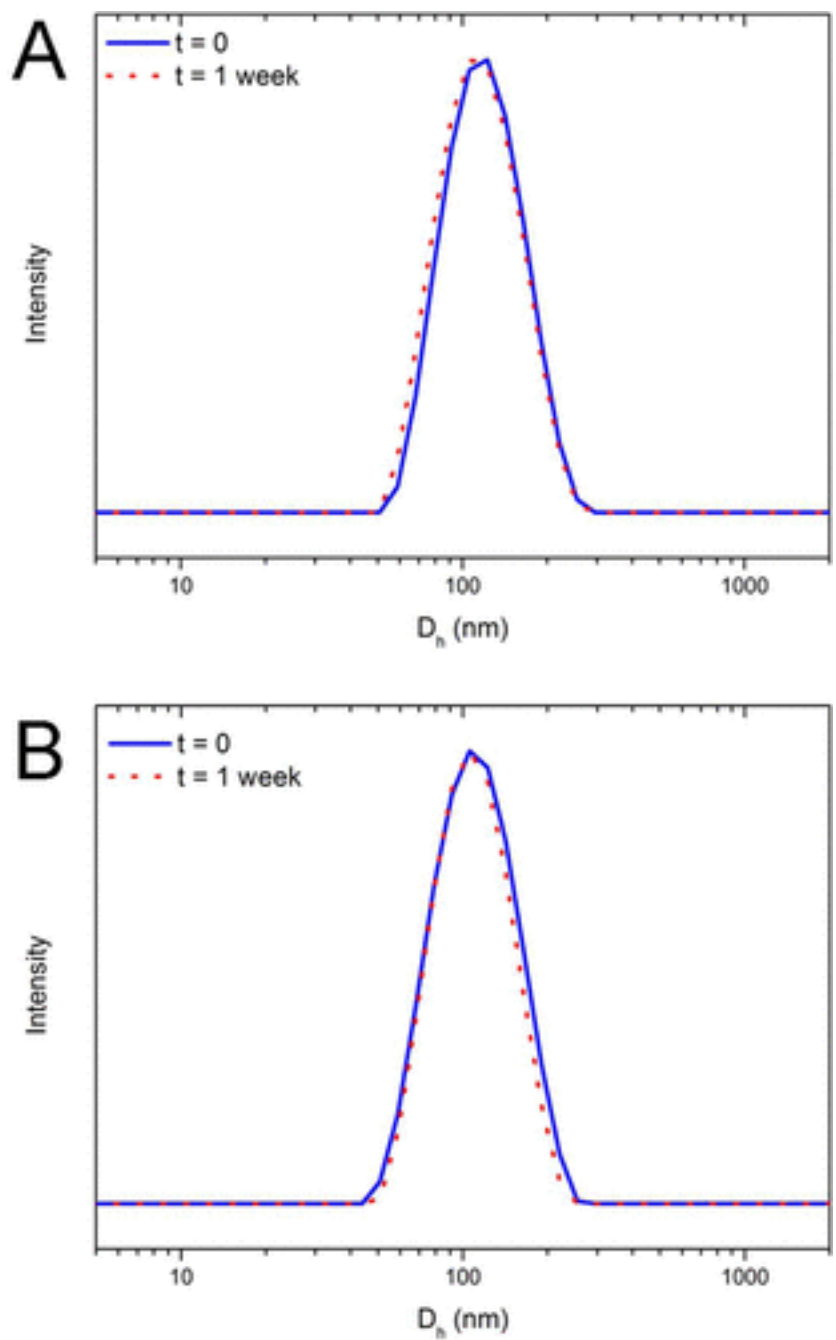 A
t = 0
t = 1 week
Intensity
10 100 1000
Dₕ (nm)
B
t = 0
t = 1 week
Intensity
10 100 1000
Dₕ (nm)